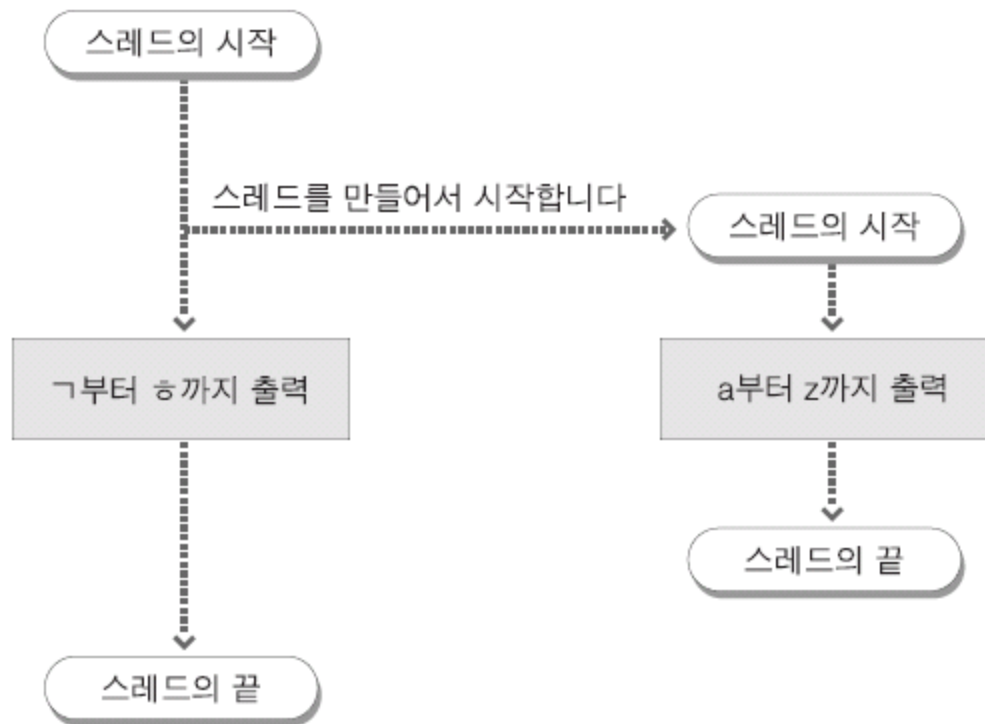 스레드의 시작
스레드를 만들어서 시작합니다
스레드의 시작
ㄱ부터 ㅎ까지 출력
a부터 z까지 출력
스레드의 끝
스레드의 끝